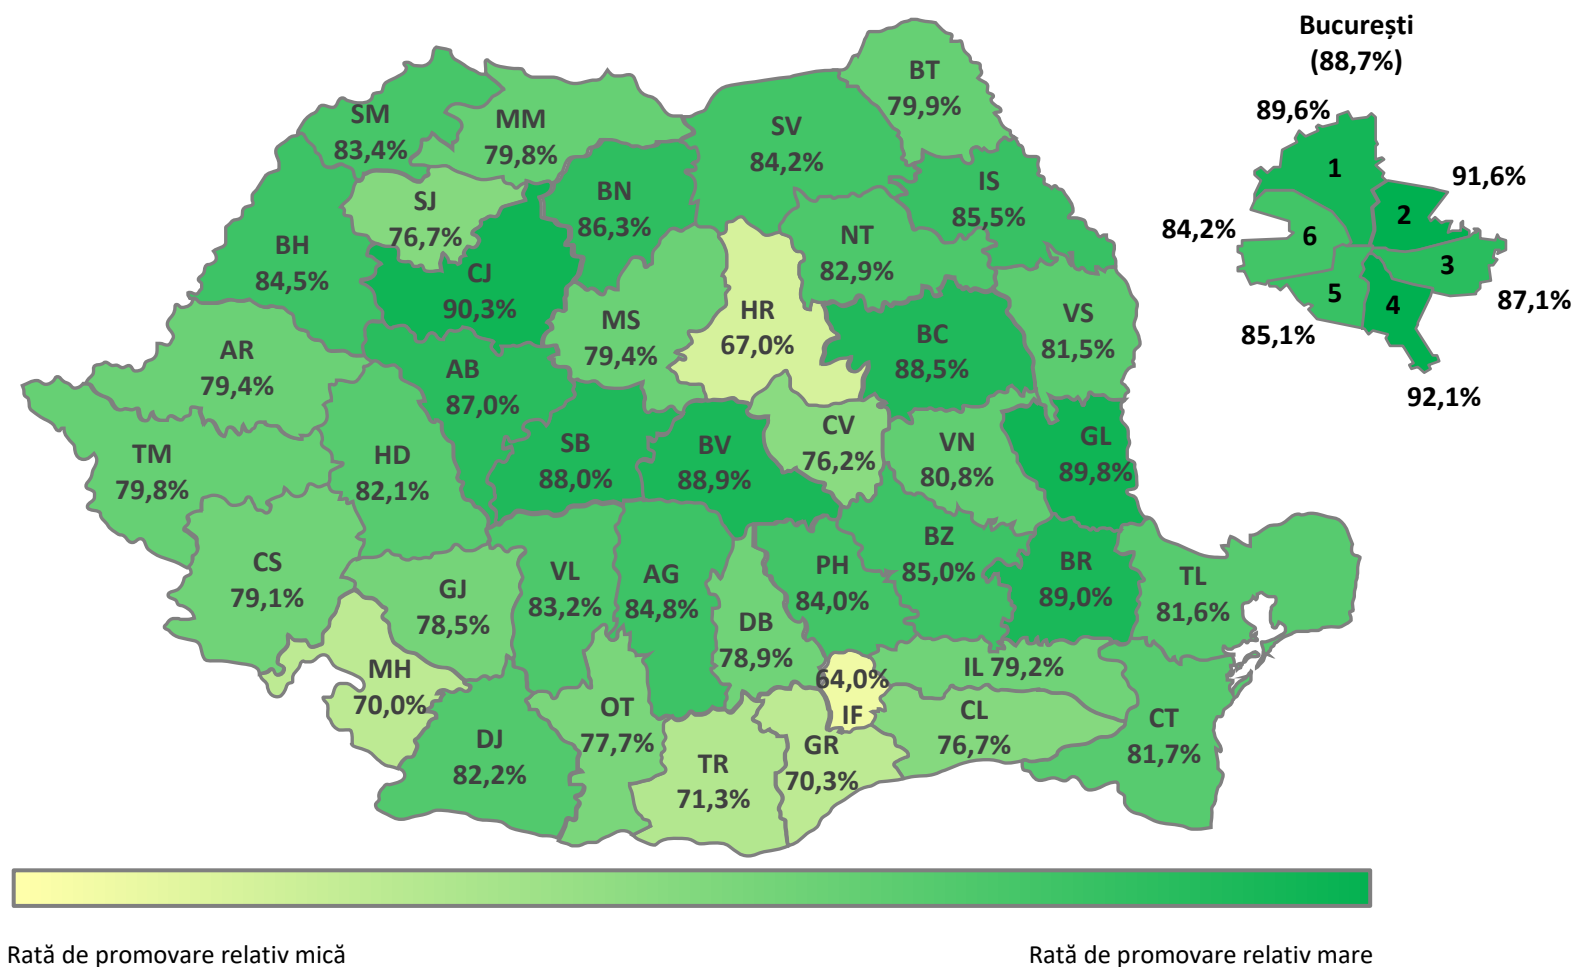 București
(88,7%)
89,6%
1
91,6%
2
84,2%
6
3
87,1%
5
4
85,1%
92,1%
BT
79,9%
SM
83,4%
MM
79,8%
SV
84,2%
BN
86,3%
IS
85,5%
SJ
76,7%
BH
84,5%
CJ
90,3%
NT
82,9%
HR
67,0%
MS
79,4%
BC
88,5%
VS
81,5%
AR
79,4%
AB
87,0%
TM
79,8%
HD
82,1%
SB
88,0%
BV
88,9%
CV
76,2%
VN
80,8%
GL
89,8%
CS
79,1%
GJ
78,5%
VL
83,2%
AG
84,8%
DB
78,9%
PH
84,0%
BZ
85,0%
BR
89,0%
TL
81,6%
MH
70,0%
DJ
82,2%
OT
77,7%
TR
71,3%
GR
70,3%
64,0%
IF
IL 79,2%
CL
76,7%
CT
81,7%
Rată de promovare relativ mică
Rată de promovare relativ mare